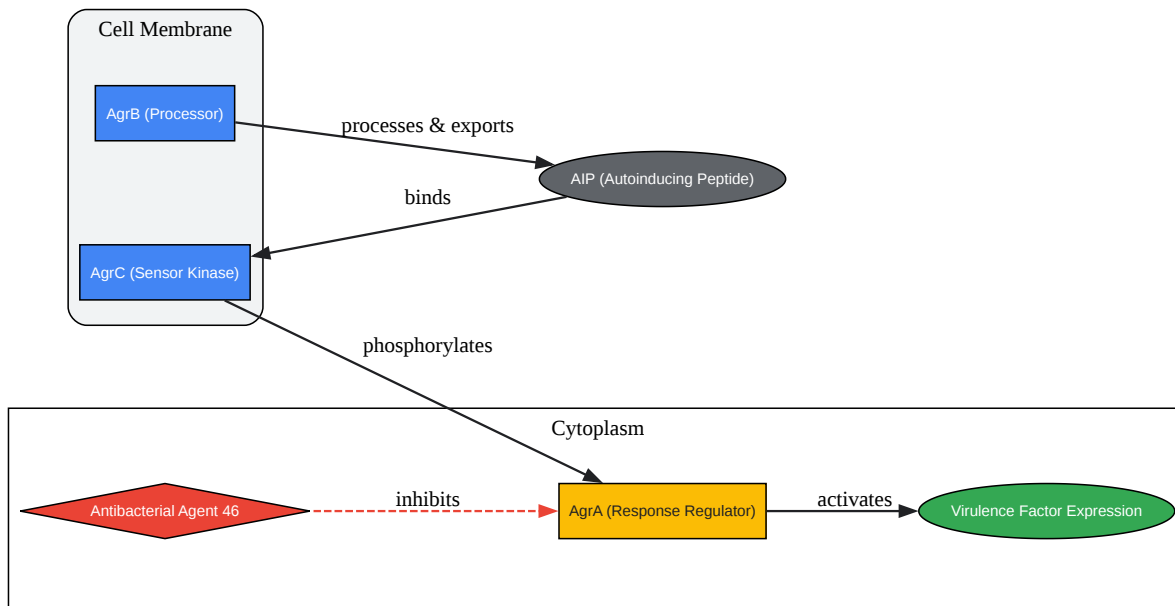 Cell Membrane
AgrB (Processor)
processes & exports
AIP (Autoinducing Peptide)
binds
AgrC (Sensor Kinase)
phosphorylates
Cytoplasm
Antibacterial Agent 46
inhibits
AgrA (Response Regulator)
activates
Virulence Factor Expression